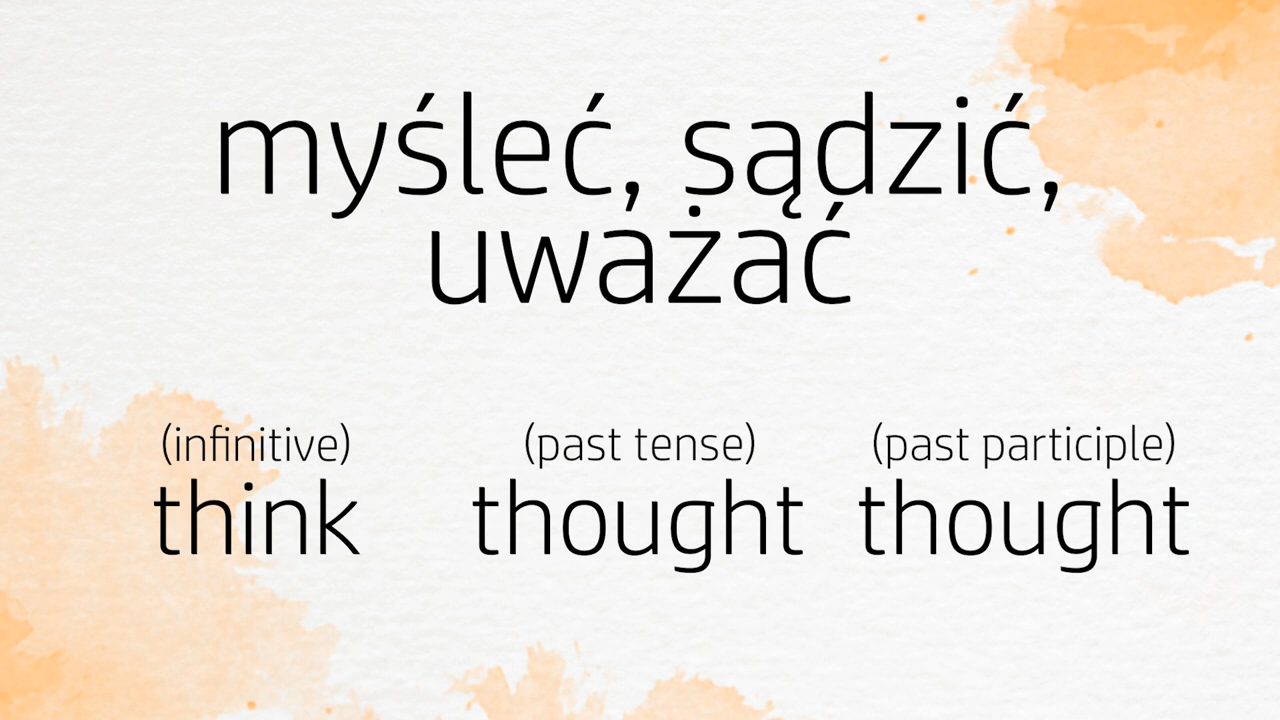 myśleć, sądzić,
uważać
(infinitive) (past tense) (past participle)
think thought thought